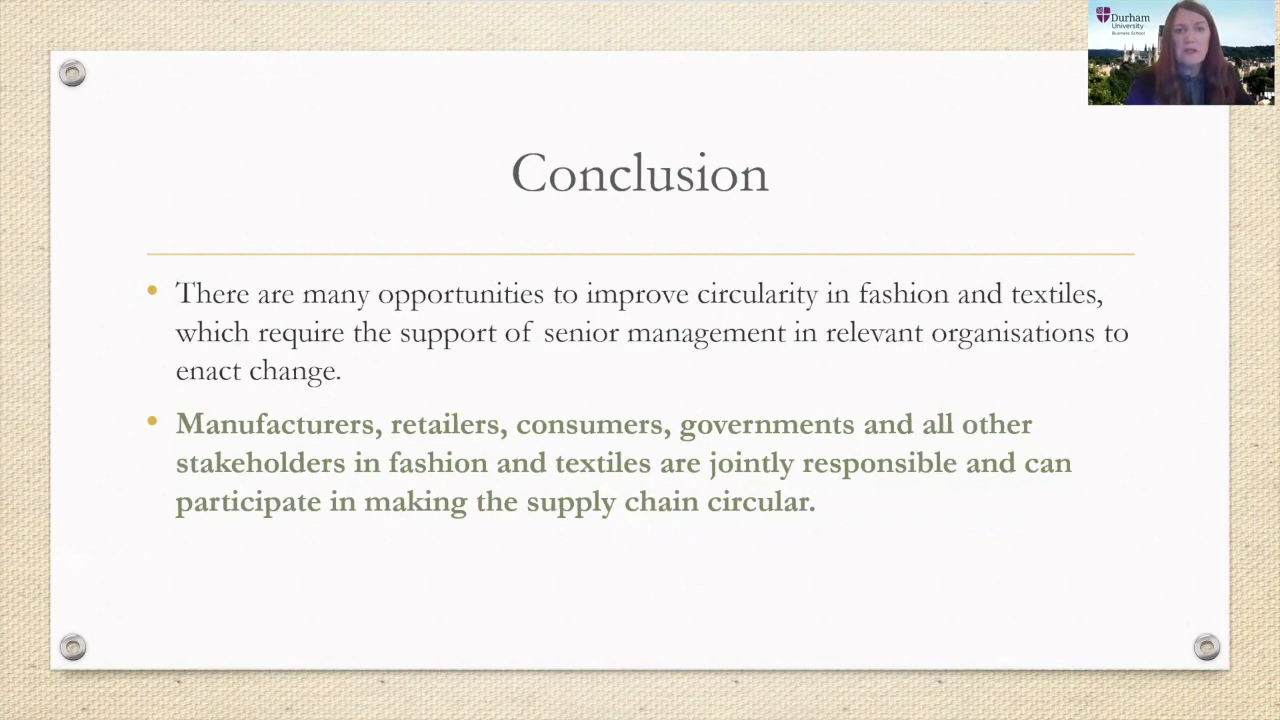 Durham
University
Business School
Conclusion
• There are many opportunities to improve circularity in fashion and textiles,
which require the support of senior management in relevant organisations to
enact change.
• Manufacturers, retailers, consumers, governments and all other
stakeholders in fashion and textiles are jointly responsible and can
participate in making the supply chain circular.